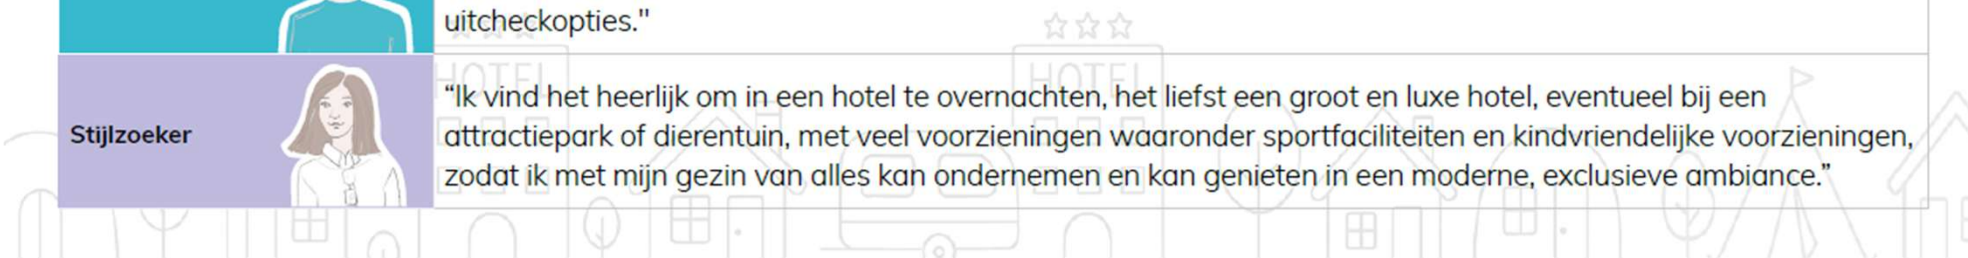 uitcheckopties."
HOTEL
HOTEL
Stijlzoeker
“Ik vind het heerlijk om in een hotel te overnachten, het liefst een groot en luxe hotel, eventueel bij een
attractiepark of dierentuin, met veel voorzieningen waaronder sportfaciliteiten en kindvriendelijke voorzieningen,
zodat ik met mijn gezin van alles kan ondernemen en kan genieten in een moderne, exclusieve ambiance.”